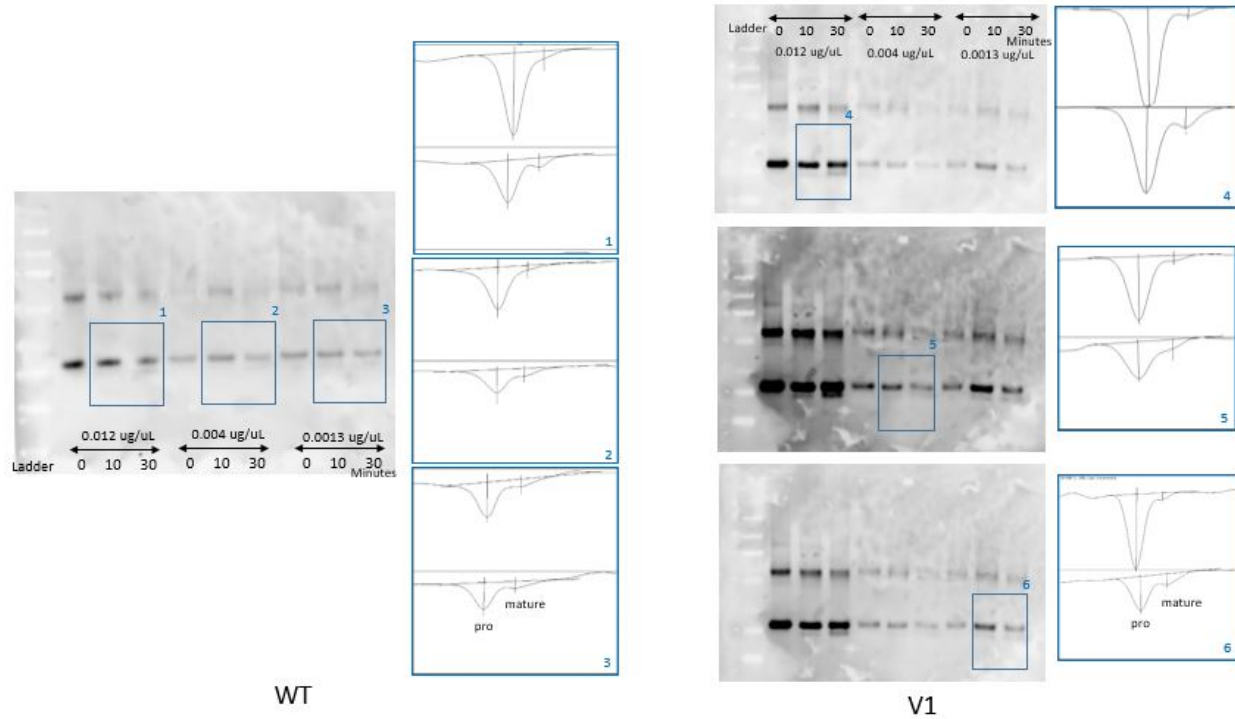 1
2
3
0.012 ug/uL
0.004 ug/uL
0.0013 ug/uL
Ladder
0 10 30
0 10 30
0 10 30
Minutes
1
2
mature
pro
3
WT
Ladder
0 10 30
0 10 30
0 10 30
Minutes
0.012 ug/uL
0.004 ug/uL
0.0013 ug/uL
4
4
5
5
6
mature
pro
6
V1